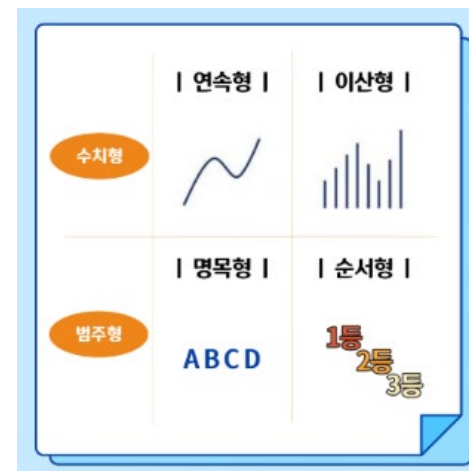 | 연속형 |
| 이산형 |
수치형
| 명목형 |
| 순서형 |
범주형
ABCD
1등
2등
3등